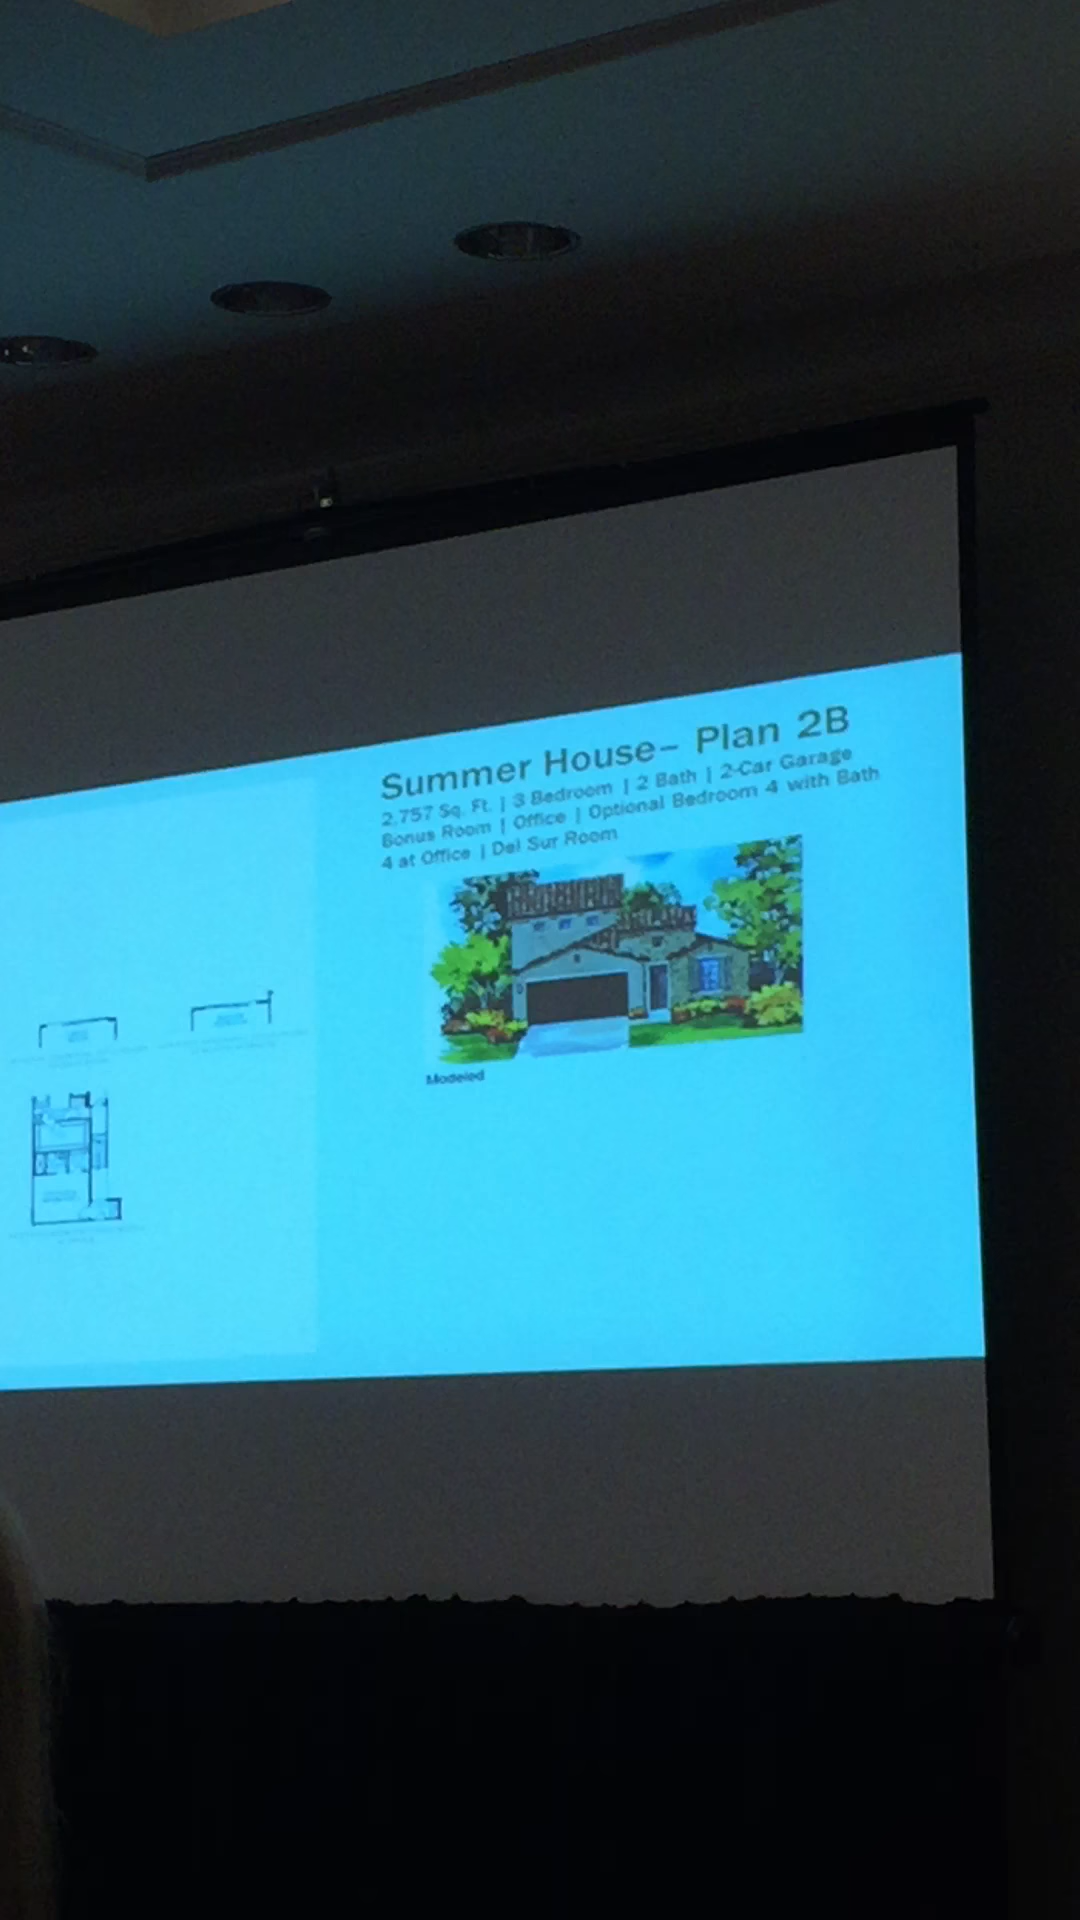 Summer House– Plan 2B
2,757 Sq. Ft. | 3 Bedroom | 2 Bath | 2-Car Garage
Bonus Room | Office | Optional Bedroom 4 with Bath
4 at Office | Del Sur Room
Modeled